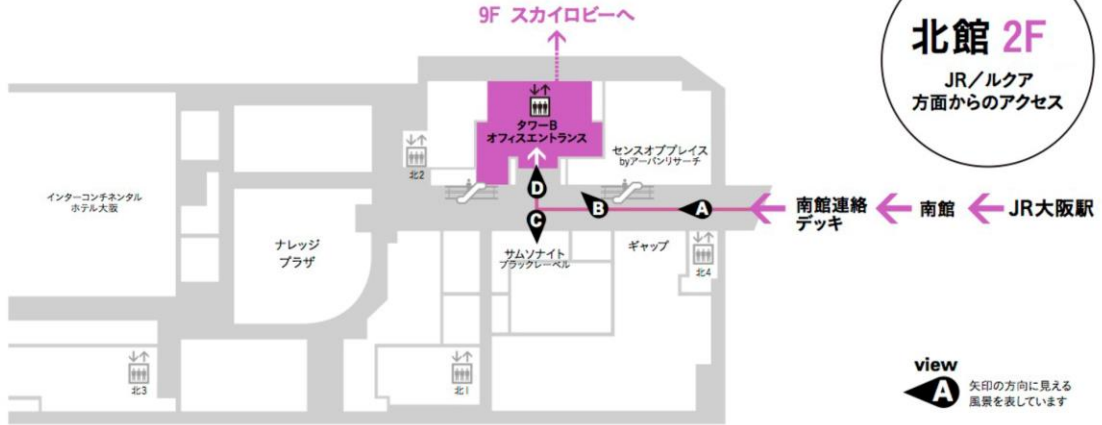 9F スカイロビーへ
北館 2F
JR/ルクア
方面からのアクセス
タワーB
オフィスエントランス
センスオブプレイス
byアーバンリサーチ
北2
インターコンチネンタル
ホテル大阪
D
B
A
C
南館連絡
デッキ
南館
JR大阪駅
ナレッジ
プラザ
サムソナイト
ブラックレーベル
ギャップ
北4
北3
北1
view
A
矢印の方向に見える
風景を表しています